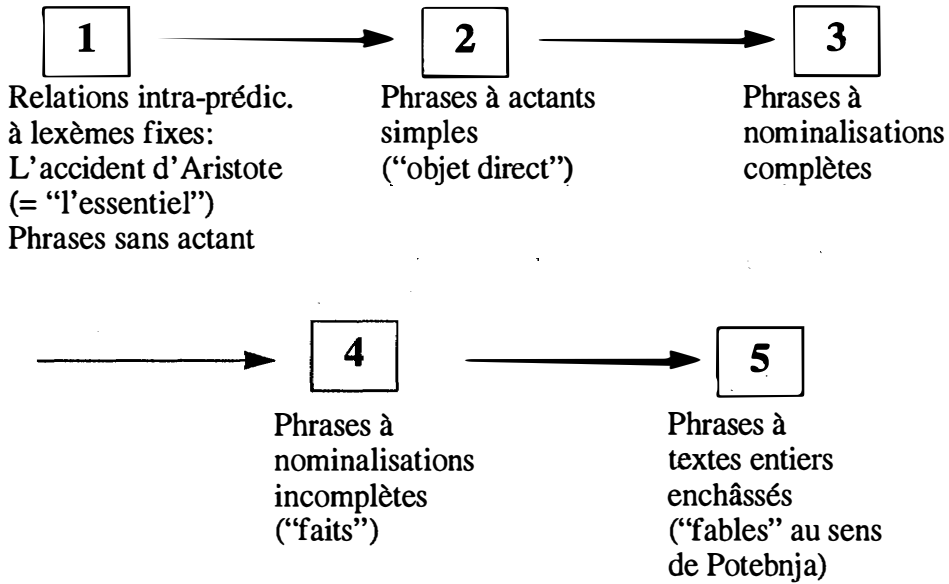 1
2
3
Relations intra-prédic.
à lexèmes fixes:
L'accident d'Aristote
(= “l'essentiel”)
Phrases sans actant
Phrases à actants
simples
(“objet direct”)
Phrases à
nominalisations
complètes
4
5
Phrases à
nominalisations
incomplètes
(“faits”)
Phrases à
textes entiers
enchâssés
(“fables” au sens
de Potebnja)